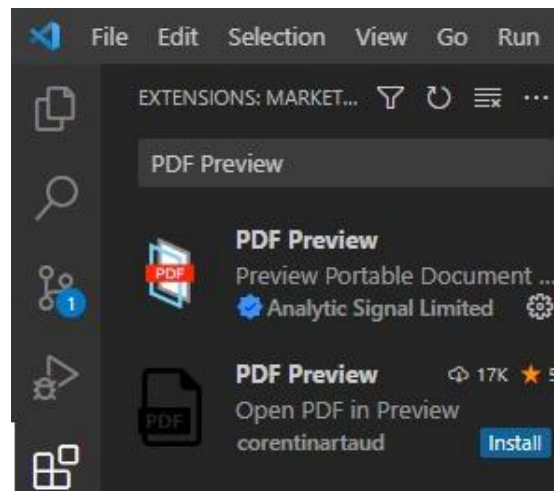 File Edit Selection View Go Run
EXTENSIONS: MARKET... ...
PDF Preview
PDF Preview
PDF
Preview Portable Document ...
Analytic Signal Limited
1
PDF Preview 17K 5
Open PDF in Preview
PDF
corentinartaud Install